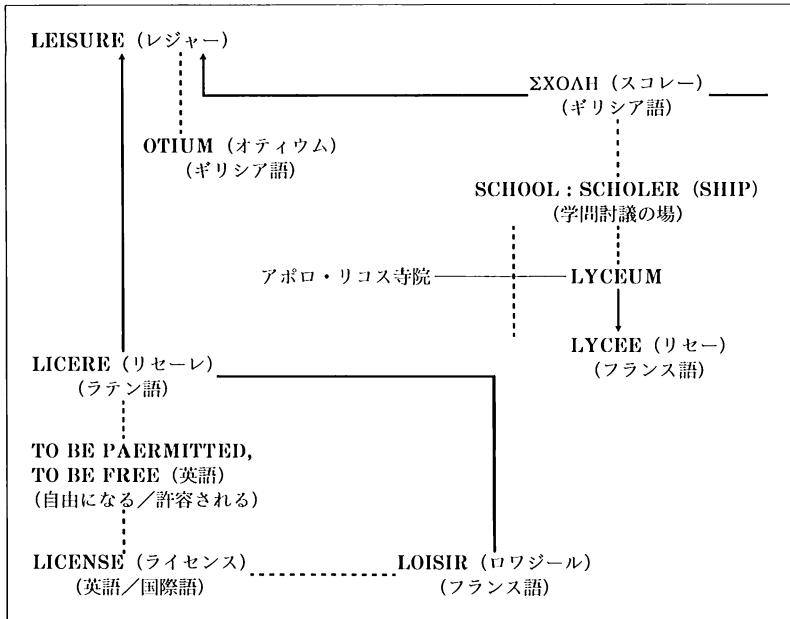 LEISURE（レジャー）
ΣΧΟΛΗ（スコレー）
（ギリシア語）
OTIUM（オティウム）
（ギリシア語）
SCHOOL : SCHOLER (SHIP)
（学問討議の場）
アポロ・リコス寺院
LYCEUM
LYCEE（リセー）
（フランス語）
LICERE（リセーレ）
（ラテン語）
TO BE PAERMITTED,
TO BE FREE（英語）
（自由になる／許容される）
LICENSE（ライセンス）
（英語／国際語）
LOISIR（ロワジール）
（フランス語）